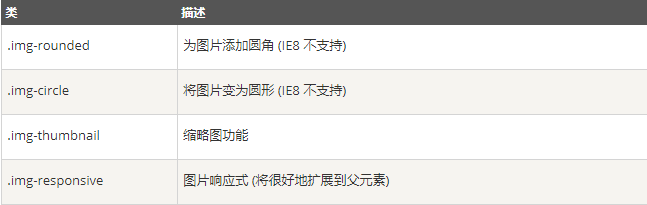 类 描述
.img-rounded 为图片添加圆角 (IE8 不支持)
.img-circle 将图片变为圆形 (IE8 不支持)
.img-thumbnail 缩略图功能
.img-responsive 图片响应式 (将很好地扩展到父元素)